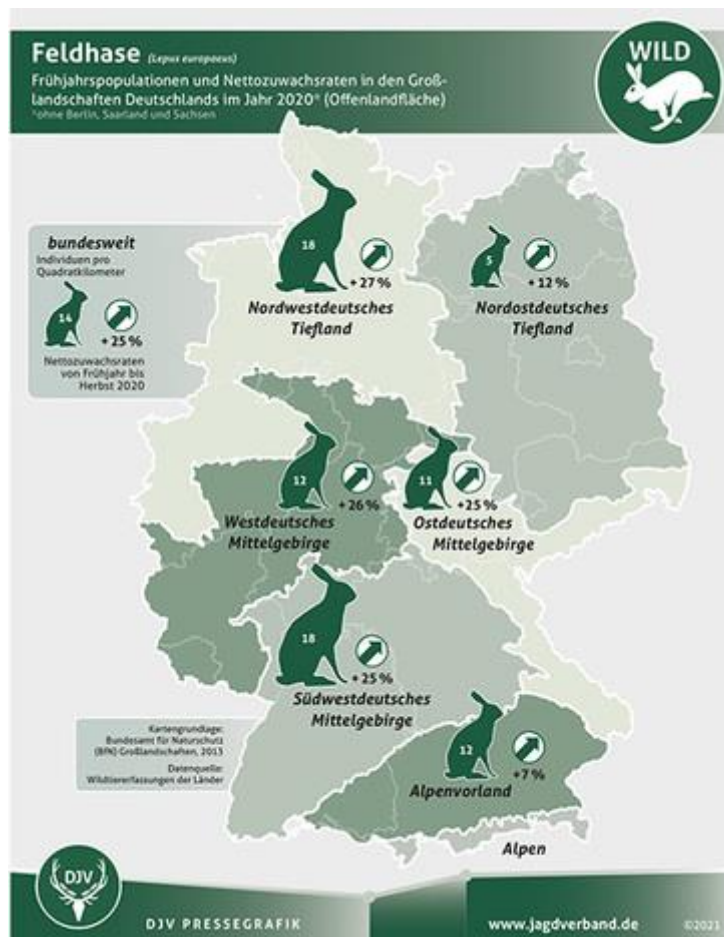 Feldhase (Lepus europaeus)
Frühjahrspopulationen und Nettozuwachsraten in den Groß-
landschaften Deutschlands im Jahr 2020* (Offenlandfläche)
*ohne Berlin, Saarland und Sachsen
WILD
bundesweit
Individuen pro
Quadratkilometer
14
+ 25 %
Nettozuwachsraten
von Frühjahr bis
Herbst 2020
18
+ 27 %
Nordwestdeutsches
Tiefland
5
+ 12 %
Nordostdeutsches
Tiefland
12
+ 26 %
Westdeutsches
Mittelgebirge
11
+25 %
Ostdeutsches
Mittelgebirge
18
+ 25 %
Südwestdeutsches
Mittelgebirge
12
+7 %
Alpenvorland
Alpen
Kartengrundlage:
Bundesamt für Naturschutz
(BfN) Großlandschaften, 2013
Datenquelle:
Wildtiererfassungen der Länder
DJV
DJV PRESSEGRAFIK
www.jagdverband.de
©2021